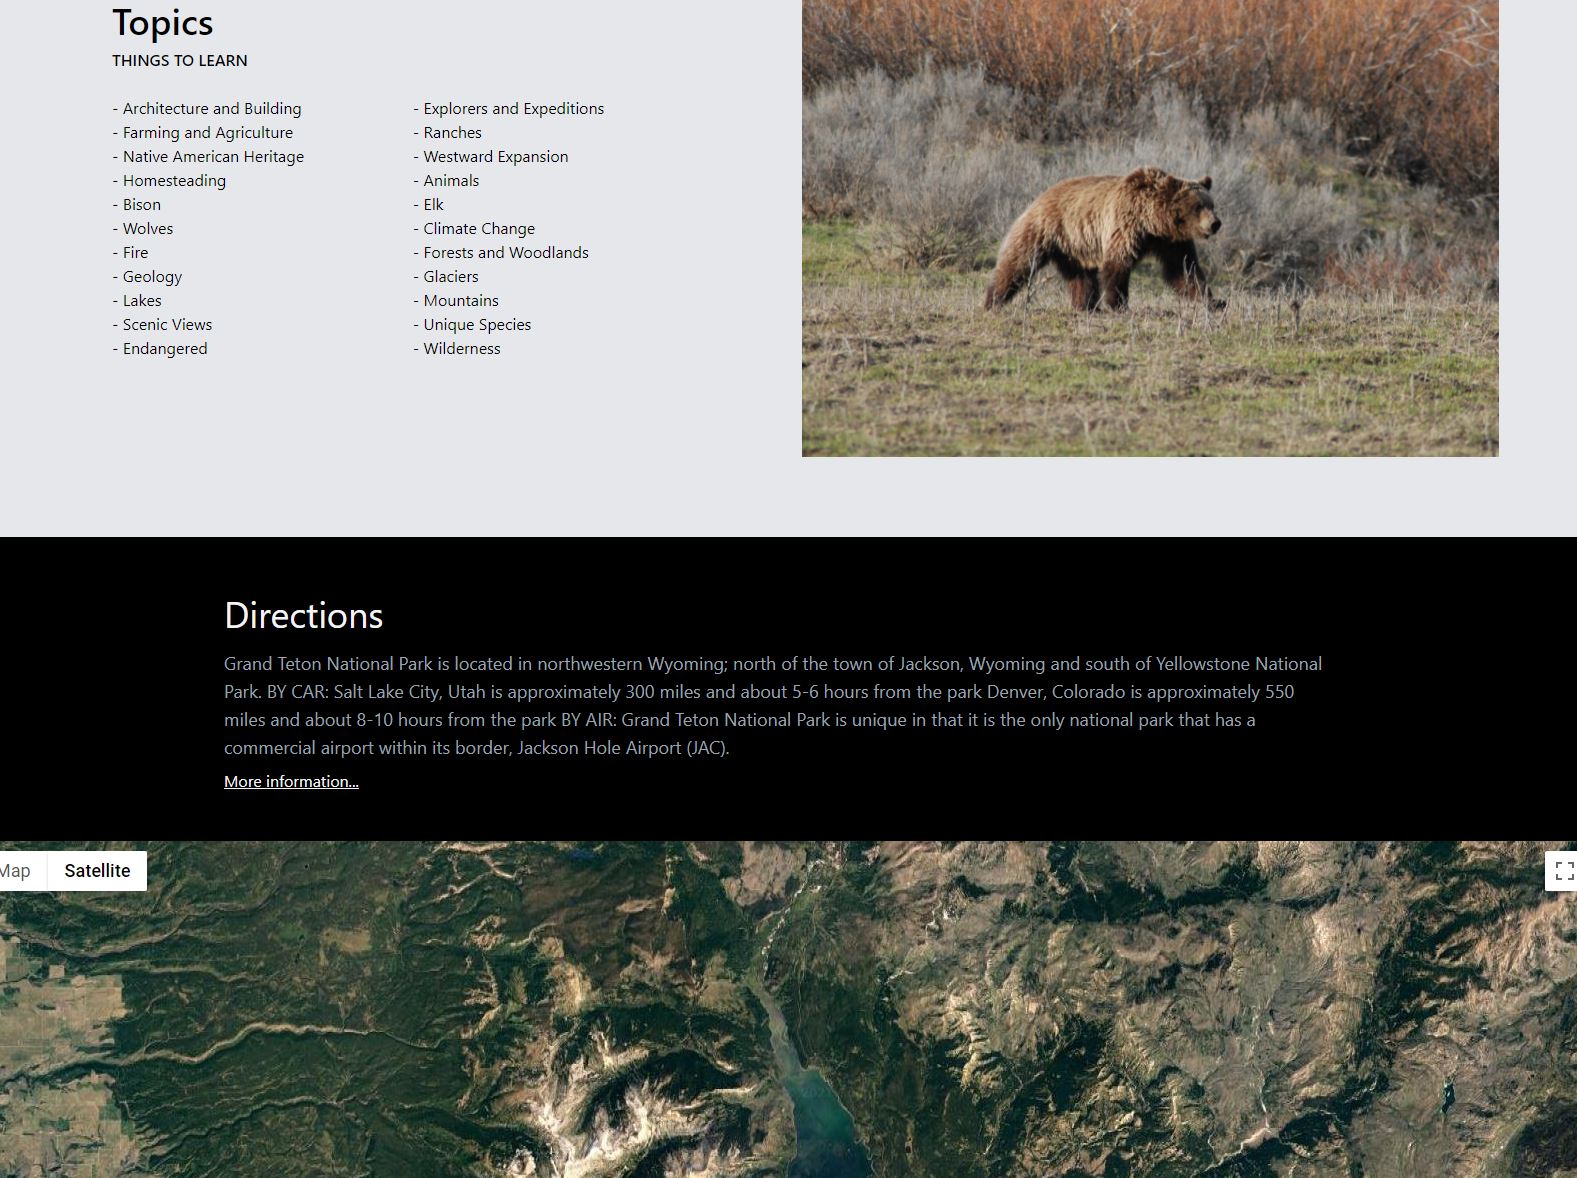 Topics
THINGS TO LEARN
- Architecture and Building
- Farming and Agriculture
- Native American Heritage
- Homesteading
- Bison
- Wolves
- Fire
- Geology
- Lakes
- Scenic Views
- Endangered
- Explorers and Expeditions
- Ranches
- Westward Expansion
- Animals
- Elk
- Climate Change
- Forests and Woodlands
- Glaciers
- Mountains
- Unique Species
- Wilderness
Directions
Grand Teton National Park is located in northwestern Wyoming; north of the town of Jackson, Wyoming and south of Yellowstone National
Park. BY CAR: Salt Lake City, Utah is approximately 300 miles and about 5-6 hours from the park Denver, Colorado is approximately 550
miles and about 8-10 hours from the park BY AIR: Grand Teton National Park is unique in that it is the only national park that has a
commercial airport within its border, Jackson Hole Airport (JAC).
More information...
Map
Satellite